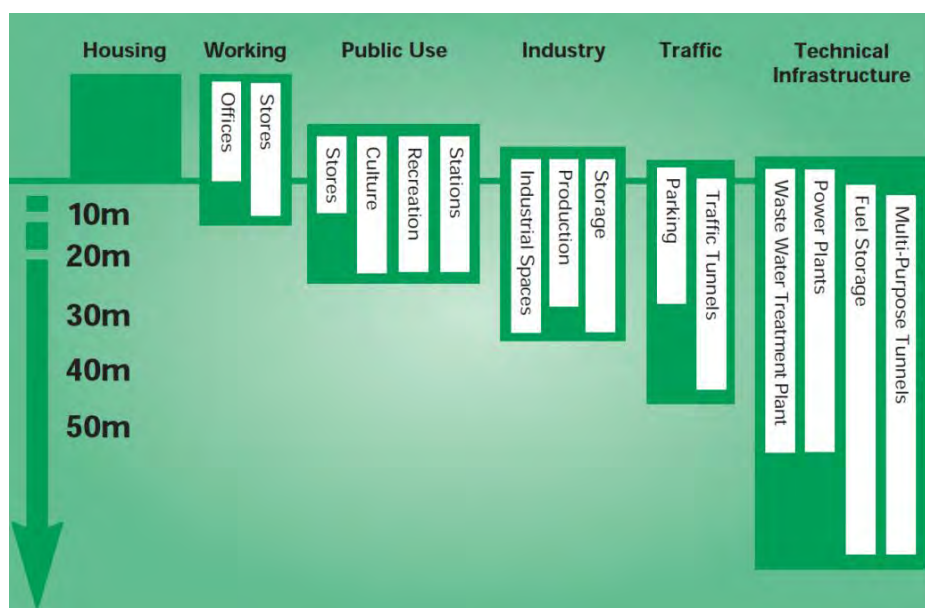 Housing
Working
Public Use
Industry
Traffic
Technical
Infrastructure
Offices
Stores
Stores
Culture
Recreation
Stations
Industrial Spaces
Production
Storage
Parking
Traffic Tunnels
Waste Water Treatment Plant
Power Plants
Fuel Storage
Multi-Purpose Tunnels
10m
20m
30m
40m
50m